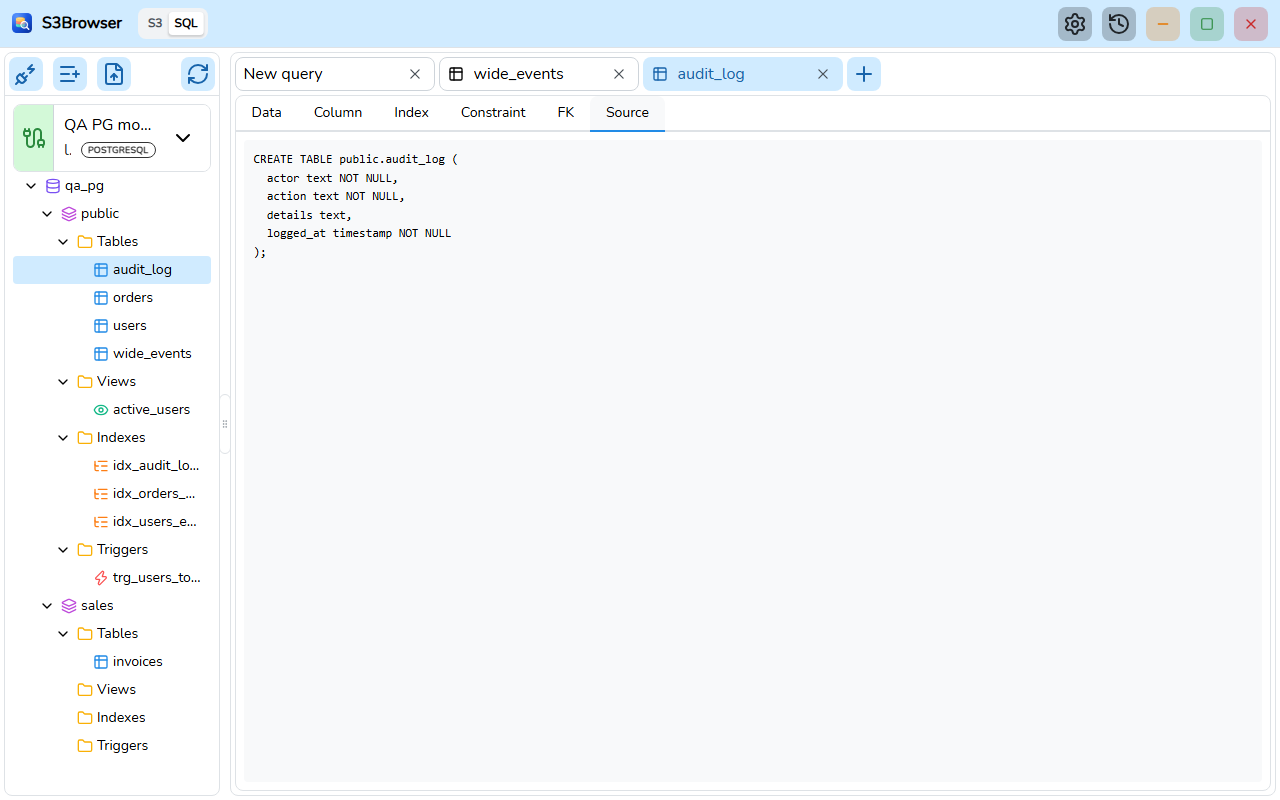 S3Browser
S3 SQL
QA PG mo...
l. POSTGRESQL
qa_pg
public
Tables
audit_log
orders
users
wide_events
Views
active_users
Indexes
idx_audit_lo...
idx_orders_...
idx_users_e...
Triggers
trg_users_to...
sales
Tables
invoices
Views
Indexes
Triggers
New query wide_events audit_log
Data Column Index Constraint FK Source
CREATE TABLE public.audit_log (
  actor text NOT NULL,
  action text NOT NULL,
  details text,
  logged_at timestamp NOT NULL
);